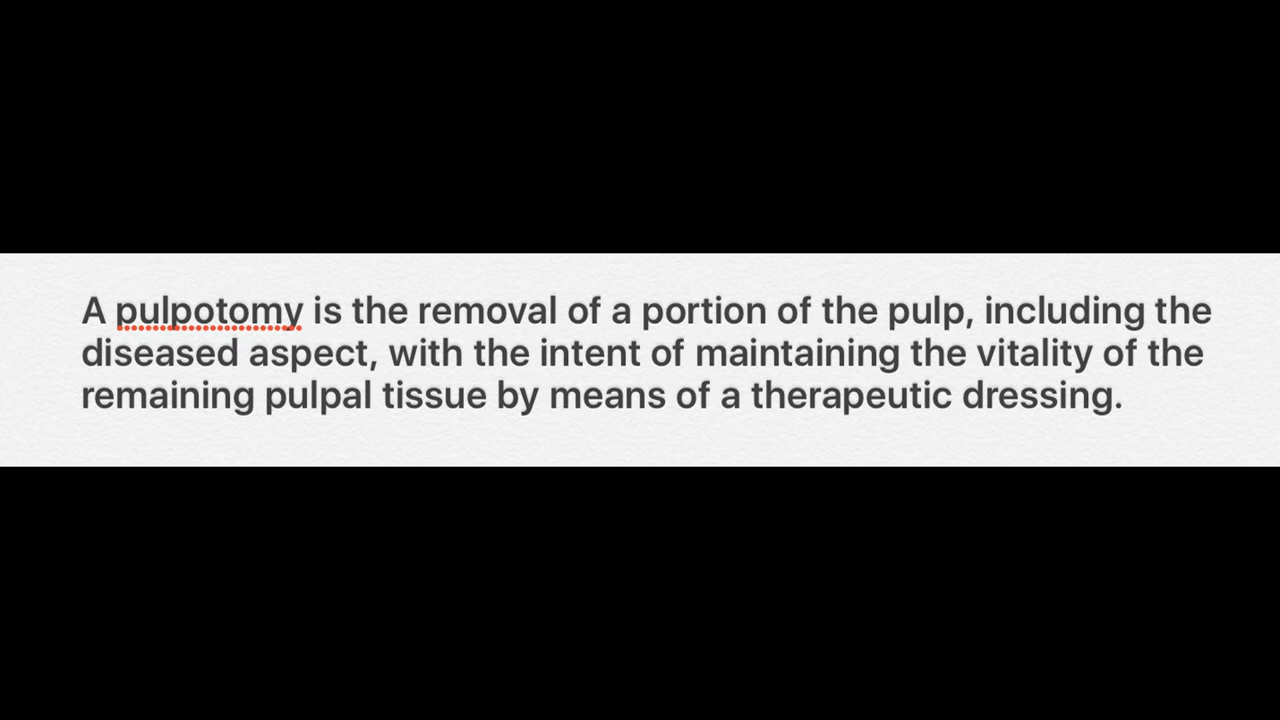 A pulpotomy is the removal of a portion of the pulp, including the
diseased aspect, with the intent of maintaining the vitality of the
remaining pulpal tissue by means of a therapeutic dressing.